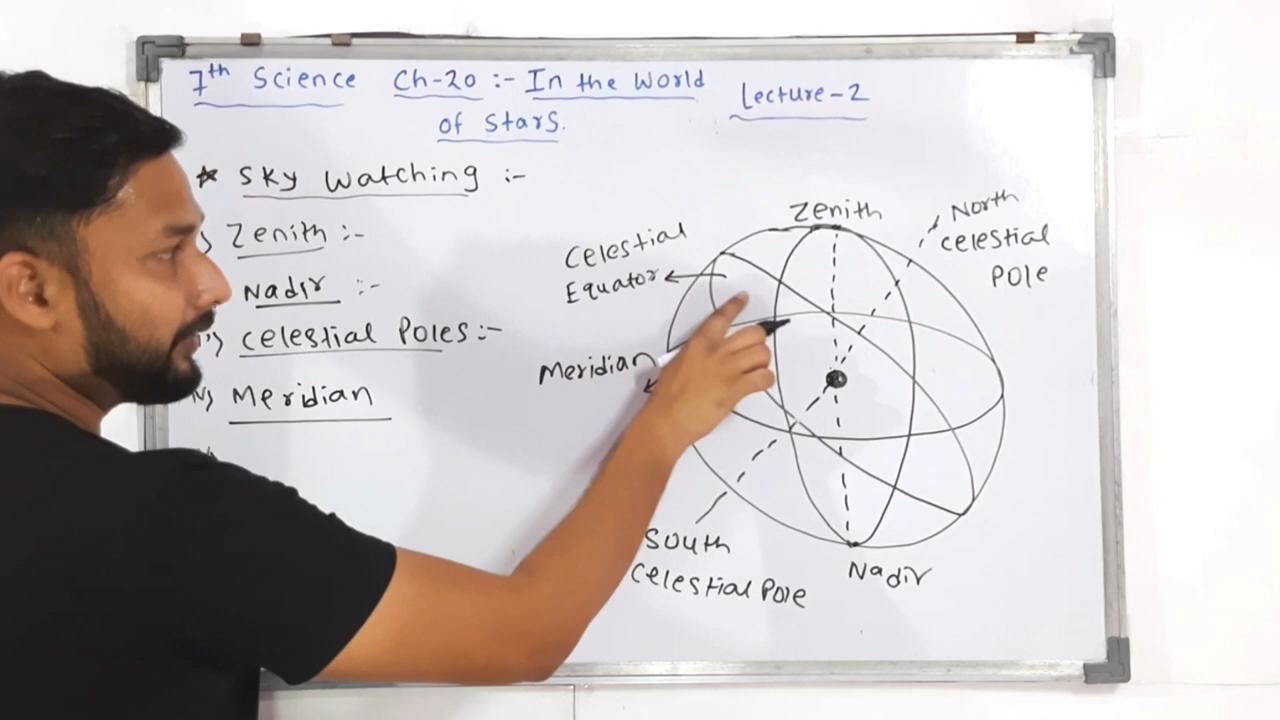 7th Science Ch-20 :- In the World
of Stars.
Lecture-2
* Sky Watching :-
) Zenith :-
Nadir :-
) Celestial Poles :-
) Meridian
Zenith
North
Celestial
Pole
Celestial
Equator
Meridian
South
Celestial Pole
Nadir